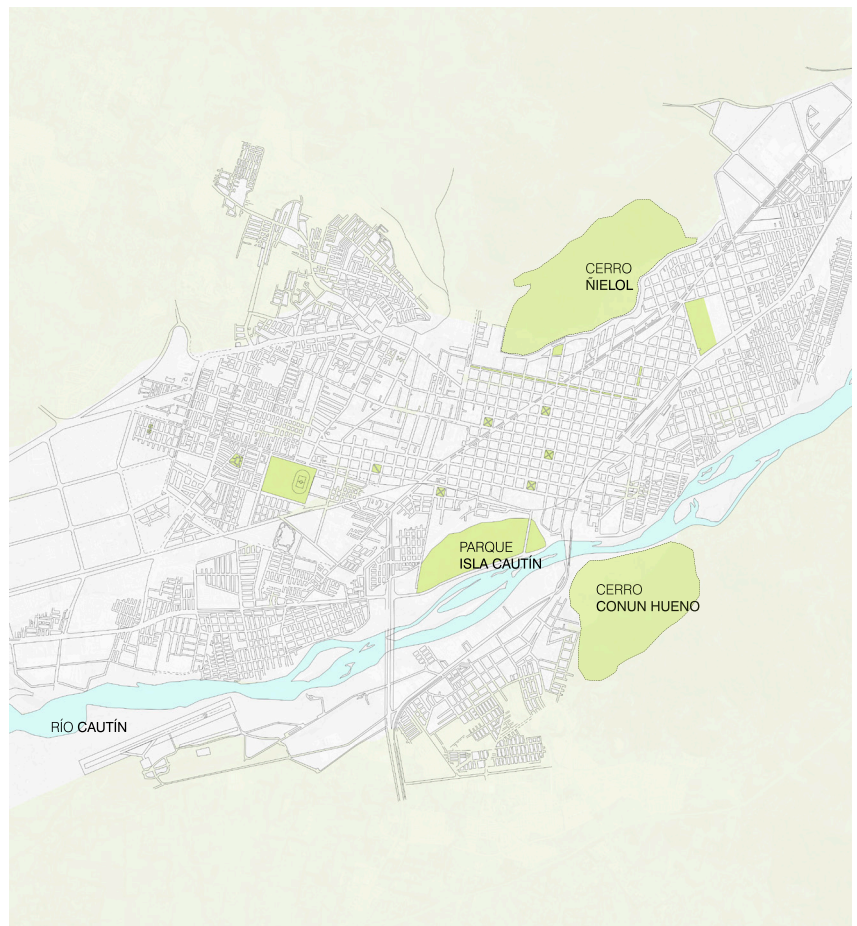 CERRO
ÑIELOL
PARQUE
ISLA CAUTÍN
CERRO
CONUN HUENO
RÍO CAUTÍN